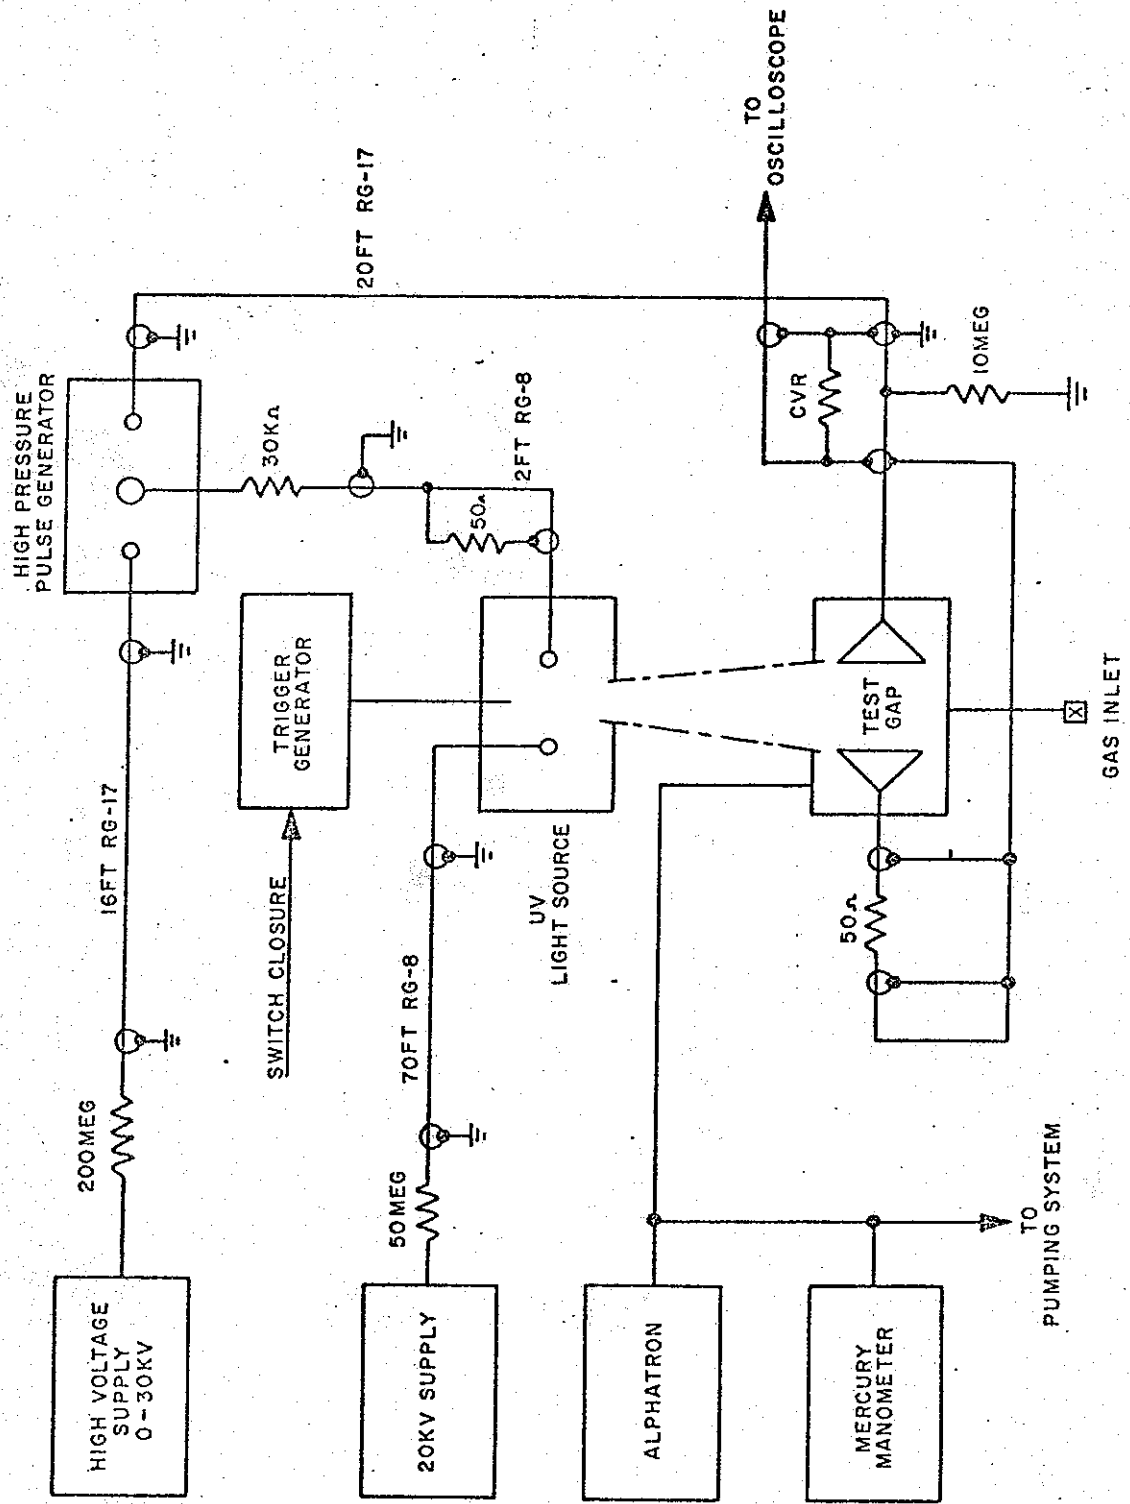 HIGH VOLTAGE
SUPPLY
0-30KV
200MEG
16FT RG-17
HIGH PRESSURE
PULSE GENERATOR
20FT RG-17
30KΩ
50Ω
2FT RG-8
SWITCH CLOSURE
TRIGGER
GENERATOR
20KV SUPPLY
50MEG
70FT RG-8
UV
LIGHT SOURCE
TO
OSCILLOSCOPE
CVR
10MEG
ALPHATRON
MERCURY
MANOMETER
TO
PUMPING SYSTEM
50Ω
TEST
GAP
X
GAS INLET